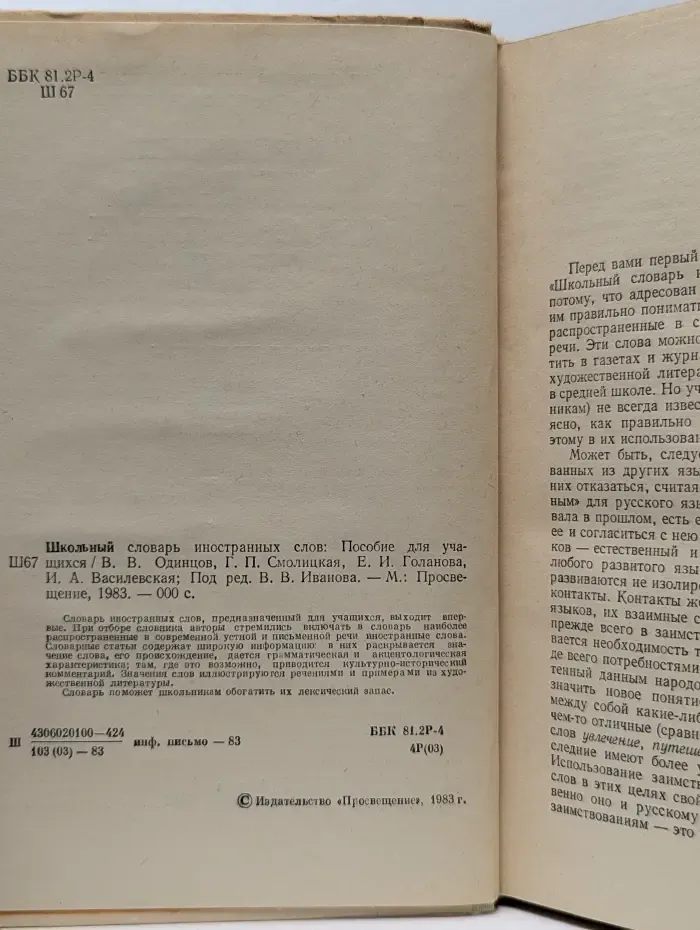 ББК 81.2Р-4
Ш 67
Школьный словарь иностранных слов: Пособие для уча-
Ш67 щихся / В. В. Одинцов, Г. П. Смолицкая, Е. И. Голанова,
И. А. Василевская; Под ред. В. В. Иванова. — М.: Просве-
щение, 1983. — 000 с.
Словарь иностранных слов, предназначенный для учащихся, выходит впер-
вые. При отборе словника авторы стремились включать в словарь наиболее
распространенные в современной устной и письменной речи иностранные слова.
Словарные статьи содержат широкую информацию: в них раскрывается зна-
чение слова, его происхождение, дается грамматическая и акцентологическая
характеристика; там, где это возможно, приводится культурно-исторический
комментарий. Значения слов иллюстрируются речениями и примерами из худо-
жественной литературы.
Словарь поможет школьникам обогатить их лексический запас.
Ш 4306020100—424
103 (03) — 83
инф. письмо — 83
ББК 81.2Р-4
4Р(03)
© Издательство «Просвещение», 1983 г.
Перед вами первый
«Школьный словарь и
потому, что адресован
им правильно понимат
распространенные в с
речи. Эти слова можно
тить в газетах и журн
художественной литера
в средней школе. Но уч
никам) не всегда извес
ясно, как правильно
этому в их использован
Может быть, следуе
ванных из других язы
них отказаться, считая
ным» для русского язы
вала в прошлом, есть е
ее и согласиться с нею
ков — естественный и
любого развитого язы
развиваются не изолиро
контакты. Контакты же
языков, их взаимные с
прежде всего в заимст
вается необходимость т
де всего потребностями
тенный данным народо
значить новое понятие
между собой какие-либ
чем-то отличные (сравни
слов увлечение, путеше
следние имеют более у
Использование заимств
слов в этих целях свой
венно оно и русскому
заимствованиям — это